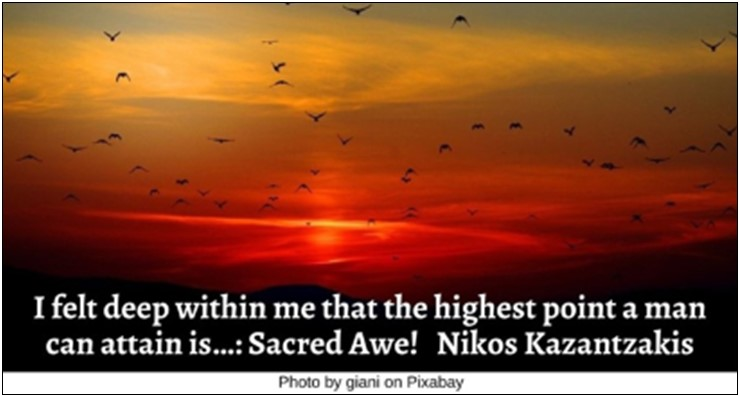 I felt deep within me that the highest point a man
can attain is...: Sacred Awe!   Nikos Kazantzakis
Photo by giani on Pixabay